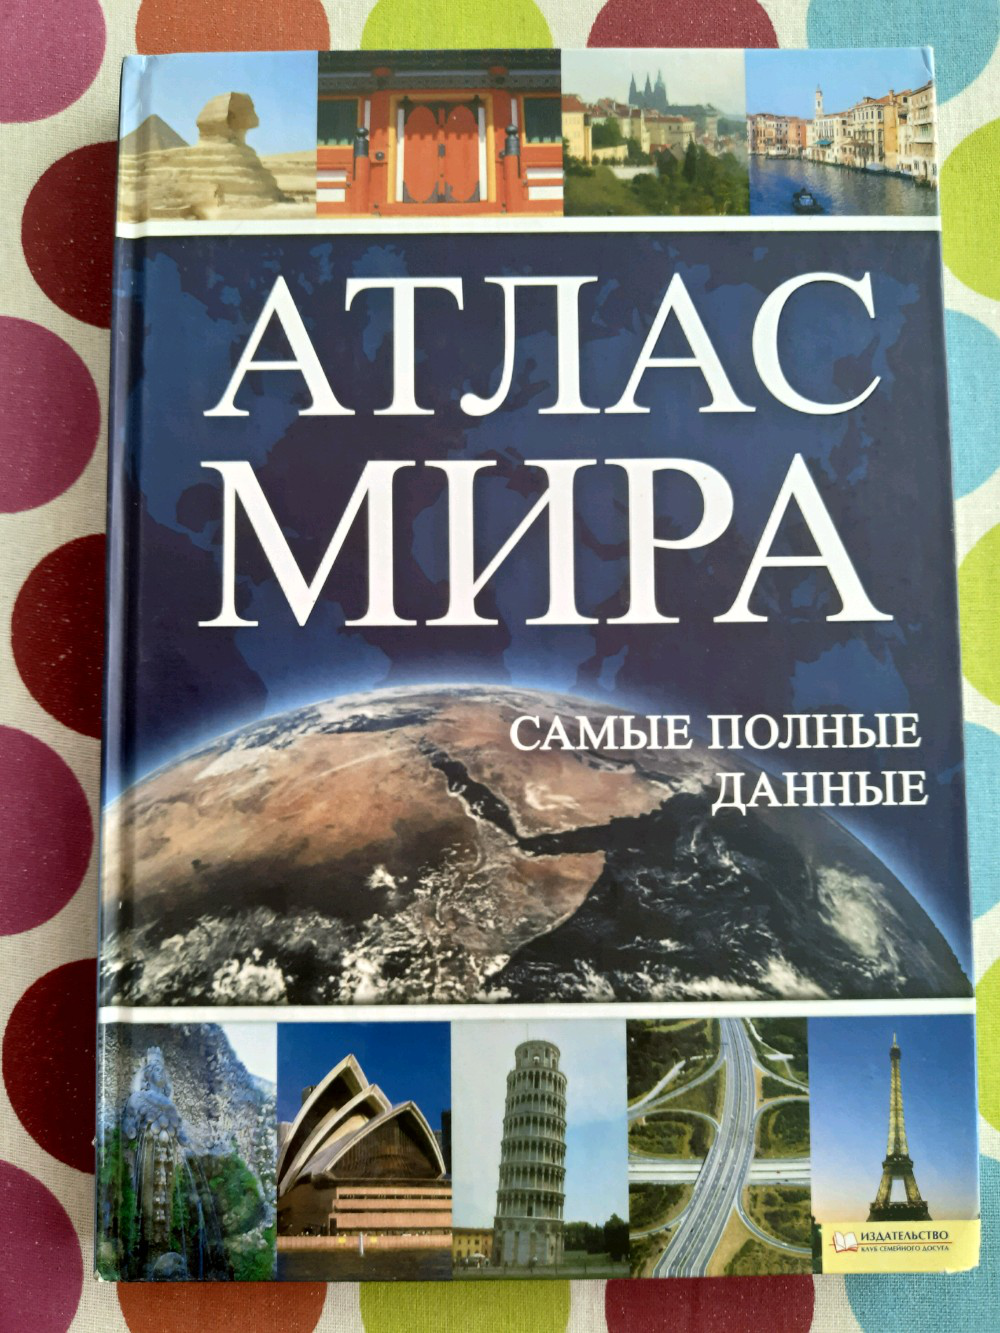 АТЛАС
МИРА
САМЫЕ ПОЛНЫЕ
ДАННЫЕ
ИЗДАТЕЛЬСТВО
КЛУБ СЕМЕЙНОГО ДОСУГА